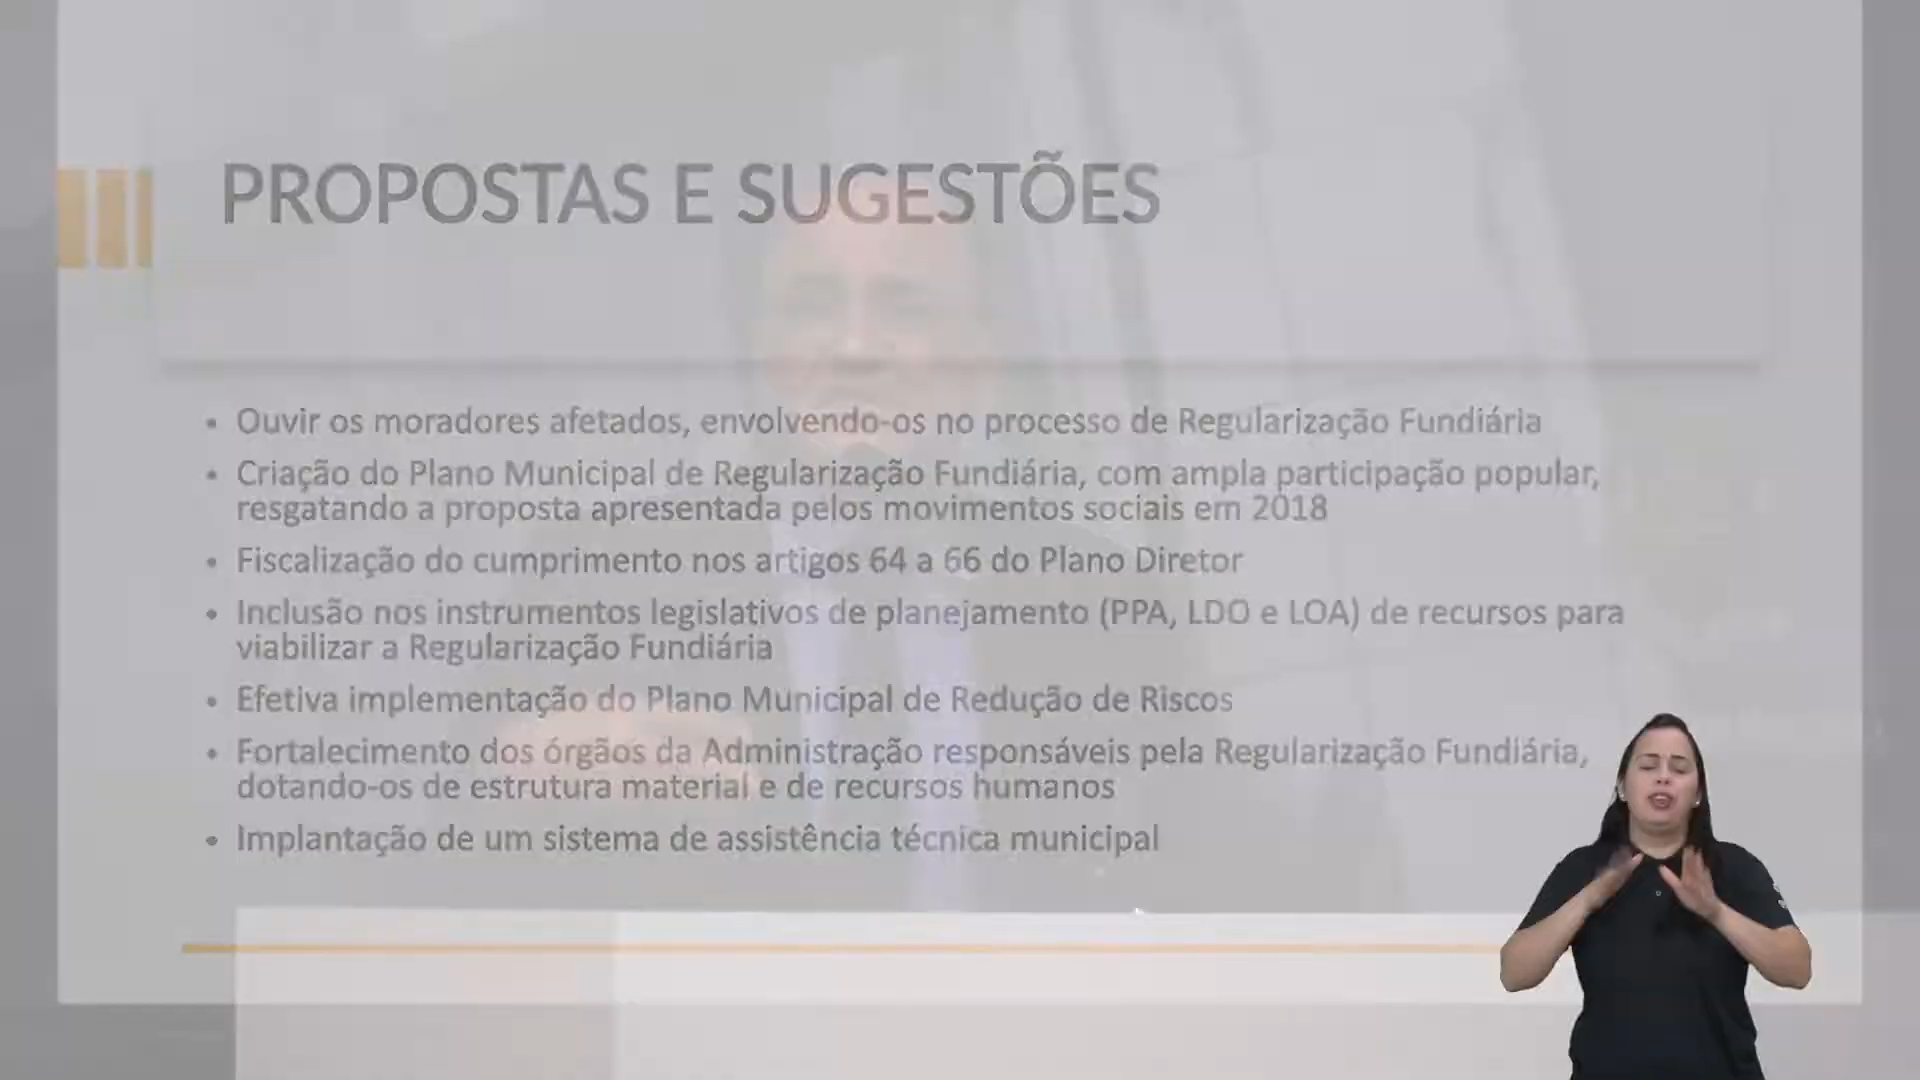 PROPOSTAS E SUGESTÕES
• Ouvir os moradores afetados, envolvendo-os no processo de Regularização Fundiária
• Criação do Plano Municipal de Regularização Fundiária, com ampla participação popular,
resgatando a proposta apresentada pelos movimentos sociais em 2018
• Fiscalização do cumprimento nos artigos 64 a 66 do Plano Diretor
• Inclusão nos instrumentos legislativos de planejamento (PPA, LDO e LOA) de recursos para
viabilizar a Regularização Fundiária
• Efetiva implementação do Plano Municipal de Redução de Riscos
• Fortalecimento dos órgãos da Administração responsáveis pela Regularização Fundiária,
dotando-os de estrutura material e de recursos humanos
• Implantação de um sistema de assistência técnica municipal